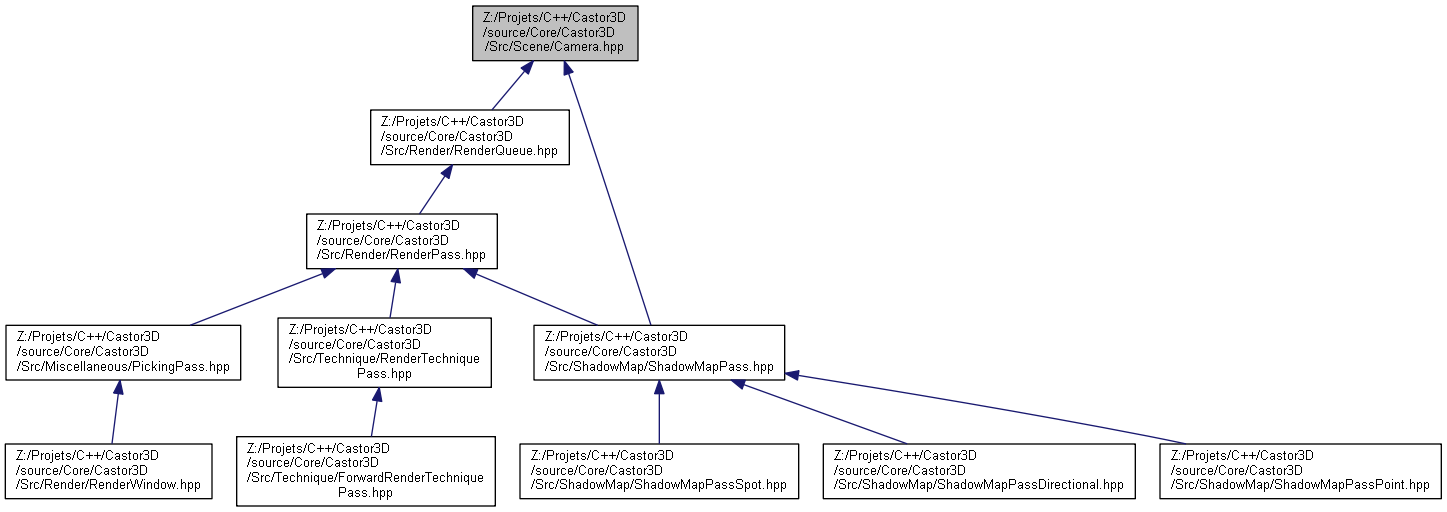 Z:/Projets/C++/Castor3D
/source/Core/Castor3D
/Src/Scene/Camera.hpp
Z:/Projets/C++/Castor3D
/source/Core/Castor3D
/Src/Render/RenderQueue.hpp
Z:/Projets/C++/Castor3D
/source/Core/Castor3D
/Src/Render/RenderPass.hpp
Z:/Projets/C++/Castor3D
/source/Core/Castor3D
/Src/Miscellaneous/PickingPass.hpp
Z:/Projets/C++/Castor3D
/source/Core/Castor3D
/Src/Technique/RenderTechnique
Pass.hpp
Z:/Projets/C++/Castor3D
/source/Core/Castor3D
/Src/ShadowMap/ShadowMapPass.hpp
Z:/Projets/C++/Castor3D
/source/Core/Castor3D
/Src/Render/RenderWindow.hpp
Z:/Projets/C++/Castor3D
/source/Core/Castor3D
/Src/Technique/ForwardRenderTechnique
Pass.hpp
Z:/Projets/C++/Castor3D
/source/Core/Castor3D
/Src/ShadowMap/ShadowMapPassSpot.hpp
Z:/Projets/C++/Castor3D
/source/Core/Castor3D
/Src/ShadowMap/ShadowMapPassDirectional.hpp
Z:/Projets/C++/Castor3D
/source/Core/Castor3D
/Src/ShadowMap/ShadowMapPassPoint.hpp